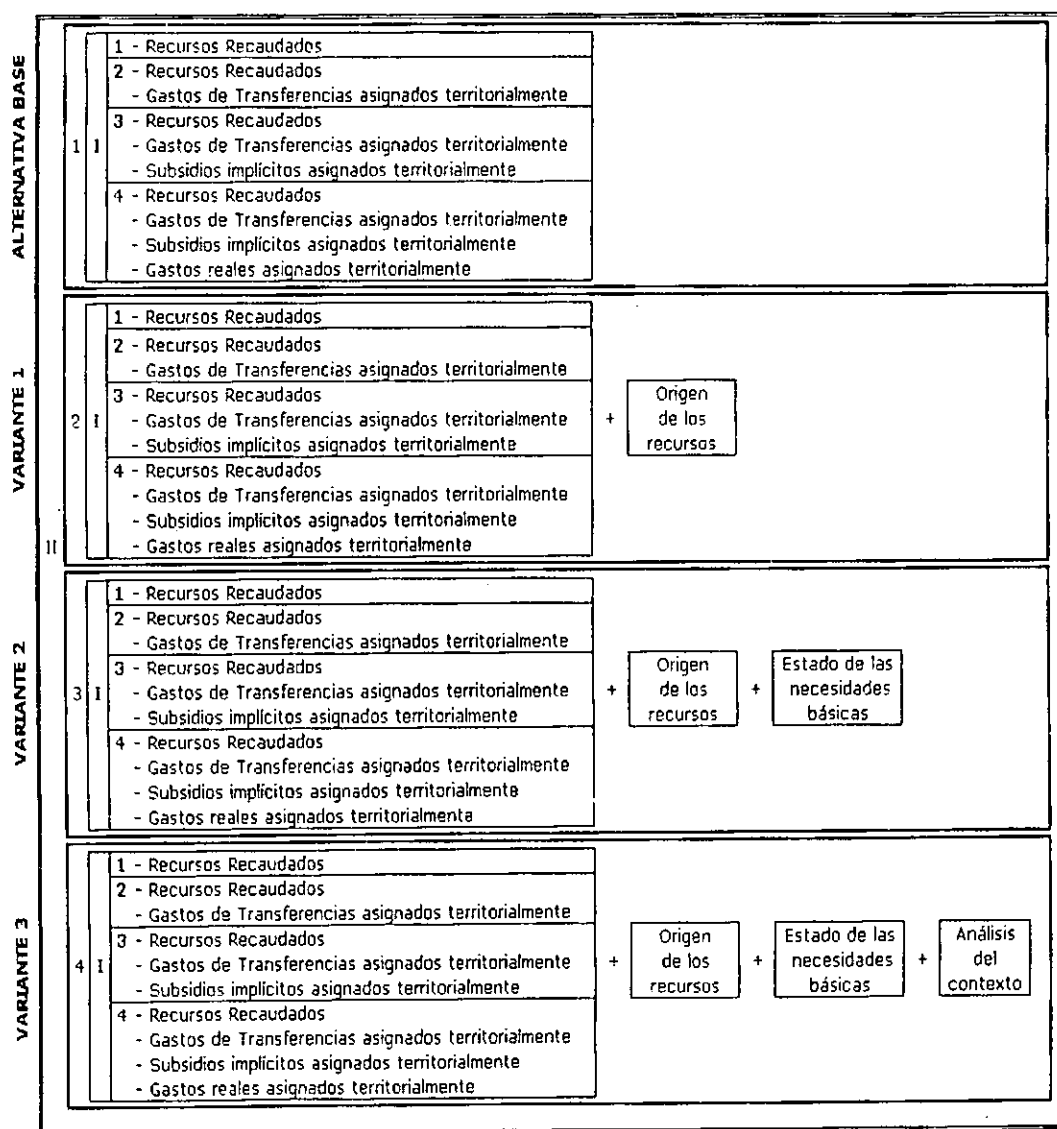 ALTERNATIVA BASE
1 I
1 - Recursos Recaudados
2 - Recursos Recaudados
- Gastos de Transferencias asignados territorialmente
3 - Recursos Recaudados
- Gastos de Transferencias asignados territorialmente
- Subsidios implícitos asignados territorialmente
4 - Recursos Recaudados
- Gastos de Transferencias asignados territorialmente
- Subsidios implícitos asignados territorialmente
- Gastos reales asignados territorialmente
II
VARIANTE 1
2 I
1 - Recursos Recaudados
2 - Recursos Recaudados
- Gastos de Transferencias asignados territorialmente
3 - Recursos Recaudados
- Gastos de Transferencias asignados territorialmente
- Subsidios implícitos asignados territorialmente
4 - Recursos Recaudados
- Gastos de Transferencias asignados territorialmente
- Subsidios implícitos asignados territorialmente
- Gastos reales asignados territorialmente
+
Origen
de los
recursos
VARIANTE 2
3 I
1 - Recursos Recaudados
2 - Recursos Recaudados
- Gastos de Transferencias asignados territorialmente
3 - Recursos Recaudados
- Gastos de Transferencias asignados territorialmente
- Subsidios implícitos asignados territorialmente
4 - Recursos Recaudados
- Gastos de Transferencias asignados territorialmente
- Subsidios implícitos asignados territorialmente
- Gastos reales asignados territorialmente
+
Origen
de los
recursos
+
Estado de las
necesidades
básicas
VARIANTE 3
4 I
1 - Recursos Recaudados
2 - Recursos Recaudados
- Gastos de Transferencias asignados territorialmente
3 - Recursos Recaudados
- Gastos de Transferencias asignados territorialmente
- Subsidios implícitos asignados territorialmente
4 - Recursos Recaudados
- Gastos de Transferencias asignados territorialmente
- Subsidios implícitos asignados territorialmente
- Gastos reales asignados territorialmente
+
Origen
de los
recursos
+
Estado de las
necesidades
básicas
+
Análisis
del
contexto